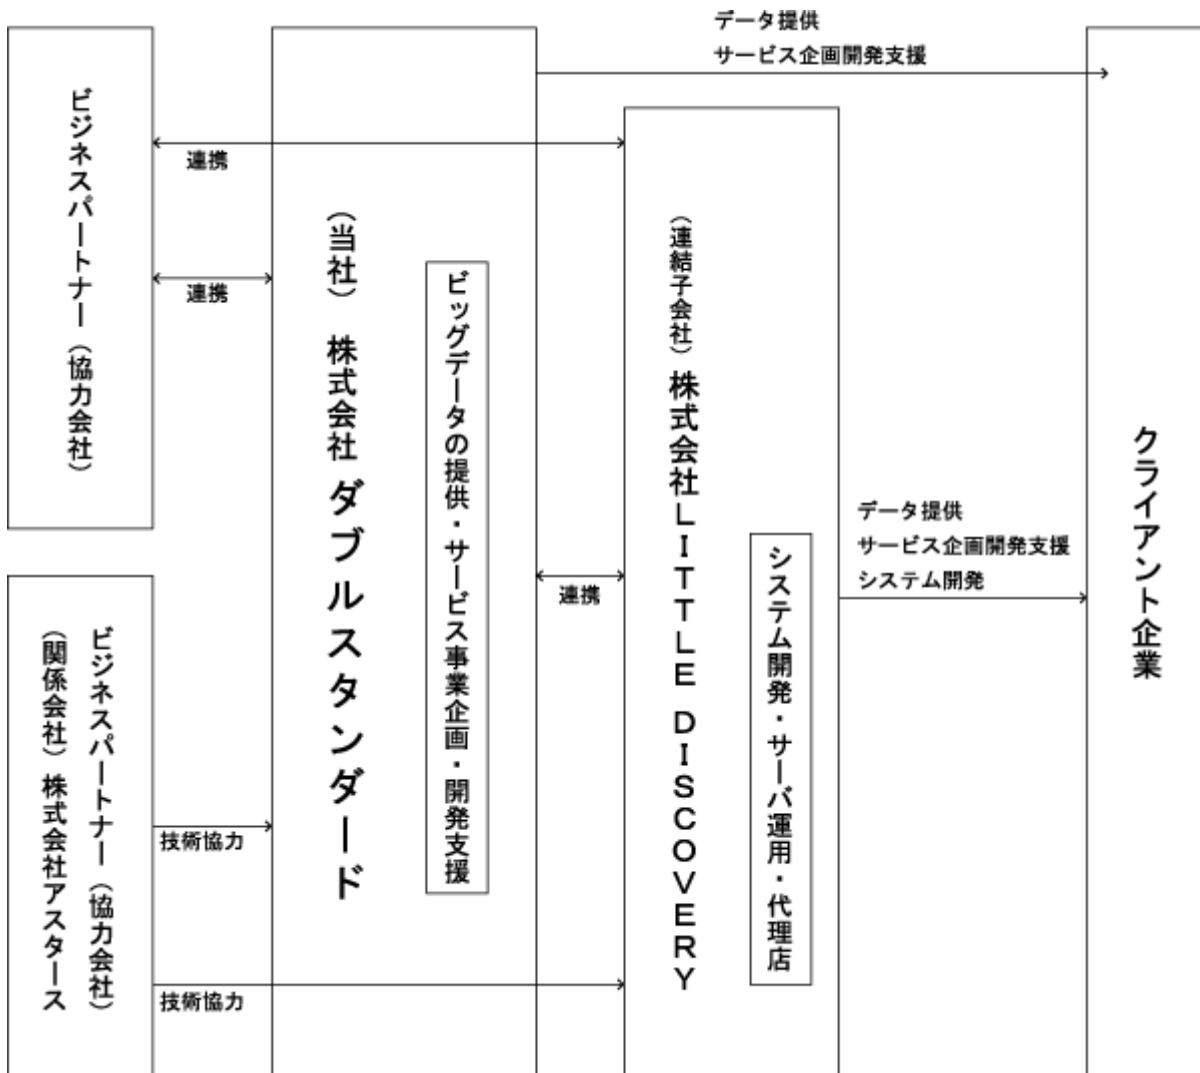 データ提供
サービス企画開発支援
ビジネスパートナー（協力会社）
連携
連携
（当社）株式会社ダブルスタンダード
ビッグデータの提供・サービス事業企画・開発支援
（連結子会社）株式会社LITTLE DISCOVERY
システム開発・サーバ運用・代理店
連携
データ提供
サービス企画開発支援
システム開発
クライアント企業
ビジネスパートナー（協力会社）
（関係会社）株式会社アスタース
技術協力
技術協力